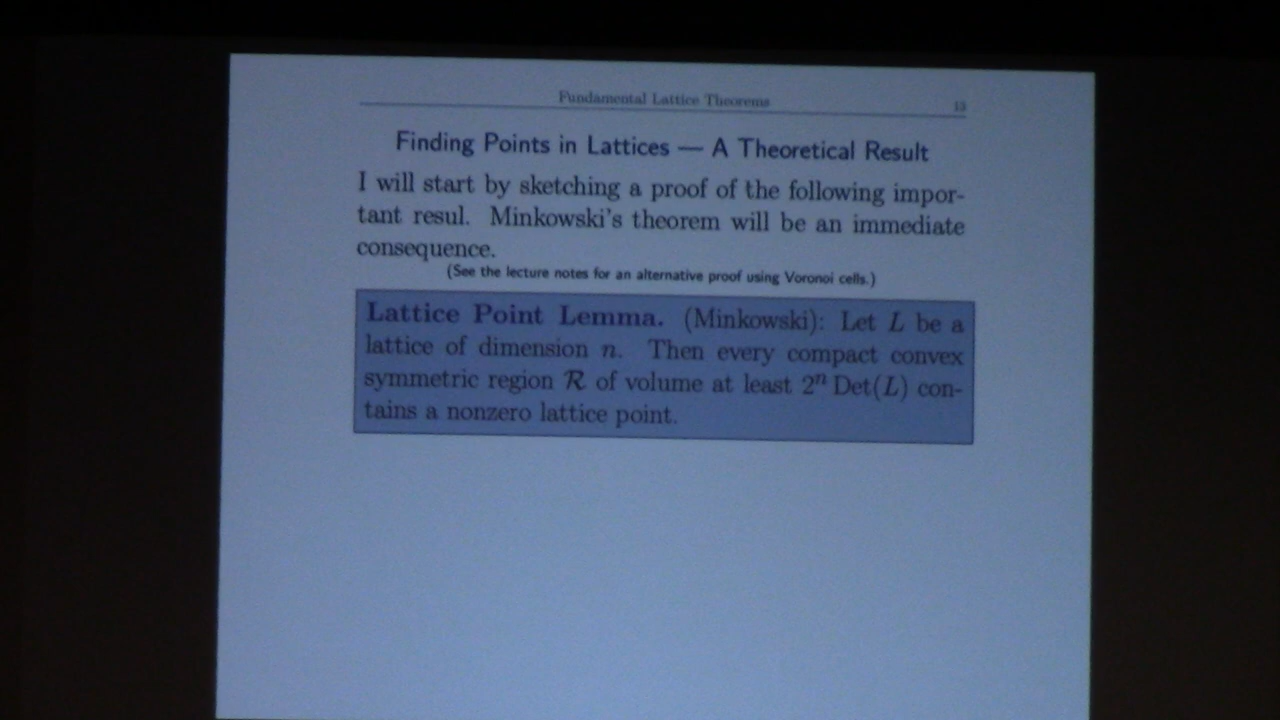 Fundamental Lattice Theorems 13
Finding Points in Lattices — A Theoretical Result
I will start by sketching a proof of the following impor-
tant resul. Minkowski's theorem will be an immediate
consequence.
(See the lecture notes for an alternative proof using Voronoi cells.)
Lattice Point Lemma. (Minkowski): Let L be a
lattice of dimension n. Then every compact convex
symmetric region R of volume at least 2ⁿ Det(L) con-
tains a nonzero lattice point.